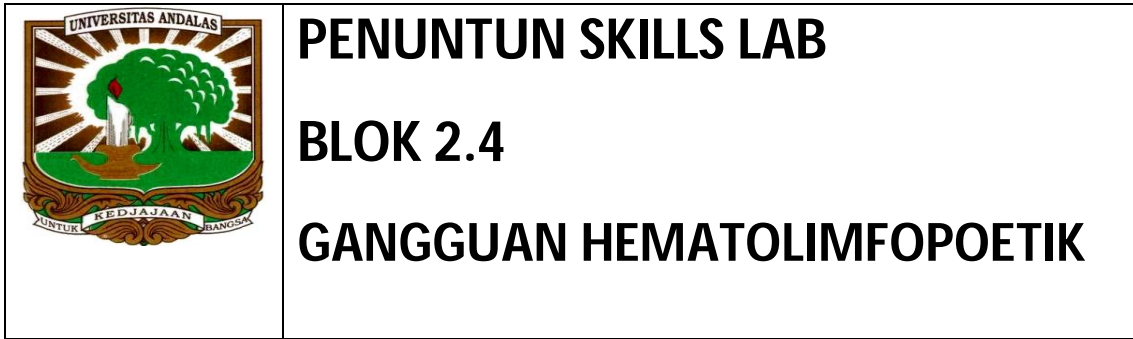 UNIVERSITAS ANDALAS
UNTUK KEDJAJAAN BANGSA
PENUNTUN SKILLS LAB
BLOK 2.4
GANGGUAN HEMATOLIMFOPOETIK